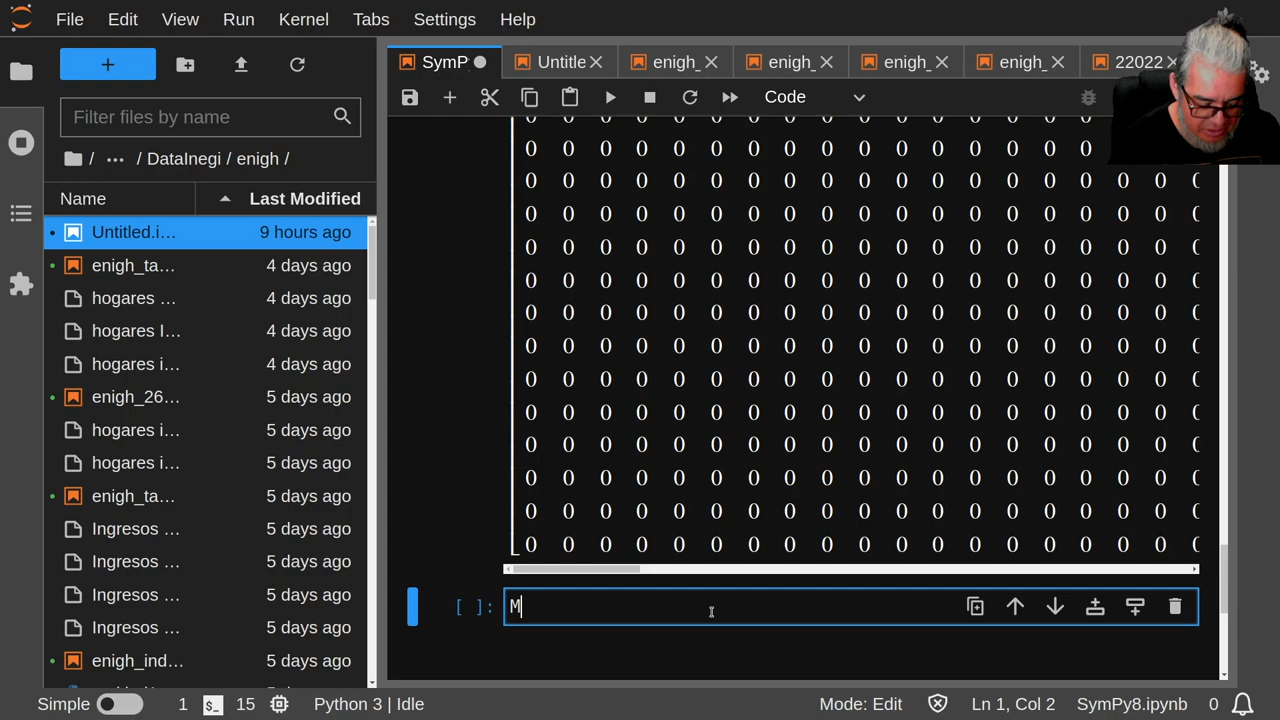 File Edit View Run Kernel Tabs Settings Help
SymP Untitle enigh_ enigh_ enigh_ enigh_ 22022
Code
Filter files by name
/ ... / DataInegi / enigh /
Name Last Modified
Untitled.i... 9 hours ago
enigh_ta... 4 days ago
hogares ... 4 days ago
hogares I... 4 days ago
hogares i... 4 days ago
enigh_26... 5 days ago
hogares i... 5 days ago
hogares i... 5 days ago
enigh_ta... 5 days ago
Ingresos ... 5 days ago
Ingresos ... 5 days ago
Ingresos ... 5 days ago
Ingresos ... 5 days ago
enigh_ind... 5 days ago
0 0 0 0 0 0 0 0 0 0 0 0 0 0 0 0
0 0 0 0 0 0 0 0 0 0 0 0 0 0 0 0
0 0 0 0 0 0 0 0 0 0 0 0 0 0 0 0 0 0 0
0 0 0 0 0 0 0 0 0 0 0 0 0 0 0 0 0 0 0
0 0 0 0 0 0 0 0 0 0 0 0 0 0 0 0 0 0 0
0 0 0 0 0 0 0 0 0 0 0 0 0 0 0 0 0 0 0
0 0 0 0 0 0 0 0 0 0 0 0 0 0 0 0 0 0 0
0 0 0 0 0 0 0 0 0 0 0 0 0 0 0 0 0 0 0
0 0 0 0 0 0 0 0 0 0 0 0 0 0 0 0 0 0 0
0 0 0 0 0 0 0 0 0 0 0 0 0 0 0 0 0 0 0
0 0 0 0 0 0 0 0 0 0 0 0 0 0 0 0 0 0 0
0 0 0 0 0 0 0 0 0 0 0 0 0 0 0 0 0 0 0
0 0 0 0 0 0 0 0 0 0 0 0 0 0 0 0 0 0 0
0 0 0 0 0 0 0 0 0 0 0 0 0 0 0 0 0 0 0
[ ]: M
Simple 1 15 Python 3 | Idle Mode: Edit Ln 1, Col 2 SymPy8.ipynb 0